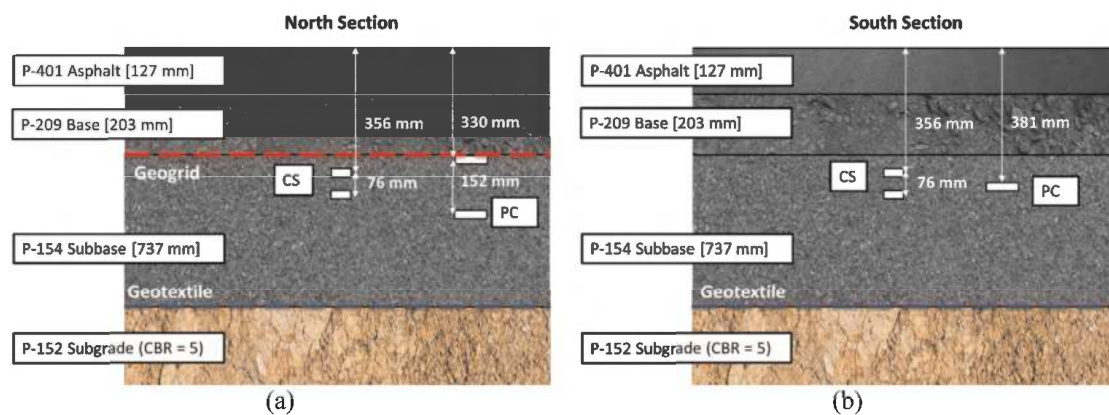 North Section
P-401 Asphalt [127 mm]
P-209 Base [203 mm]
356 mm
330 mm
Geogrid
CS
76 mm
152 mm
PC
P-154 Subbase [737 mm]
Geotextile
P-152 Subgrade (CBR = 5)
(a)
South Section
P-401 Asphalt [127 mm]
P-209 Base [203 mm]
356 mm
381 mm
CS
76 mm
PC
P-154 Subbase [737 mm]
Geotextile
P-152 Subgrade (CBR = 5)
(b)